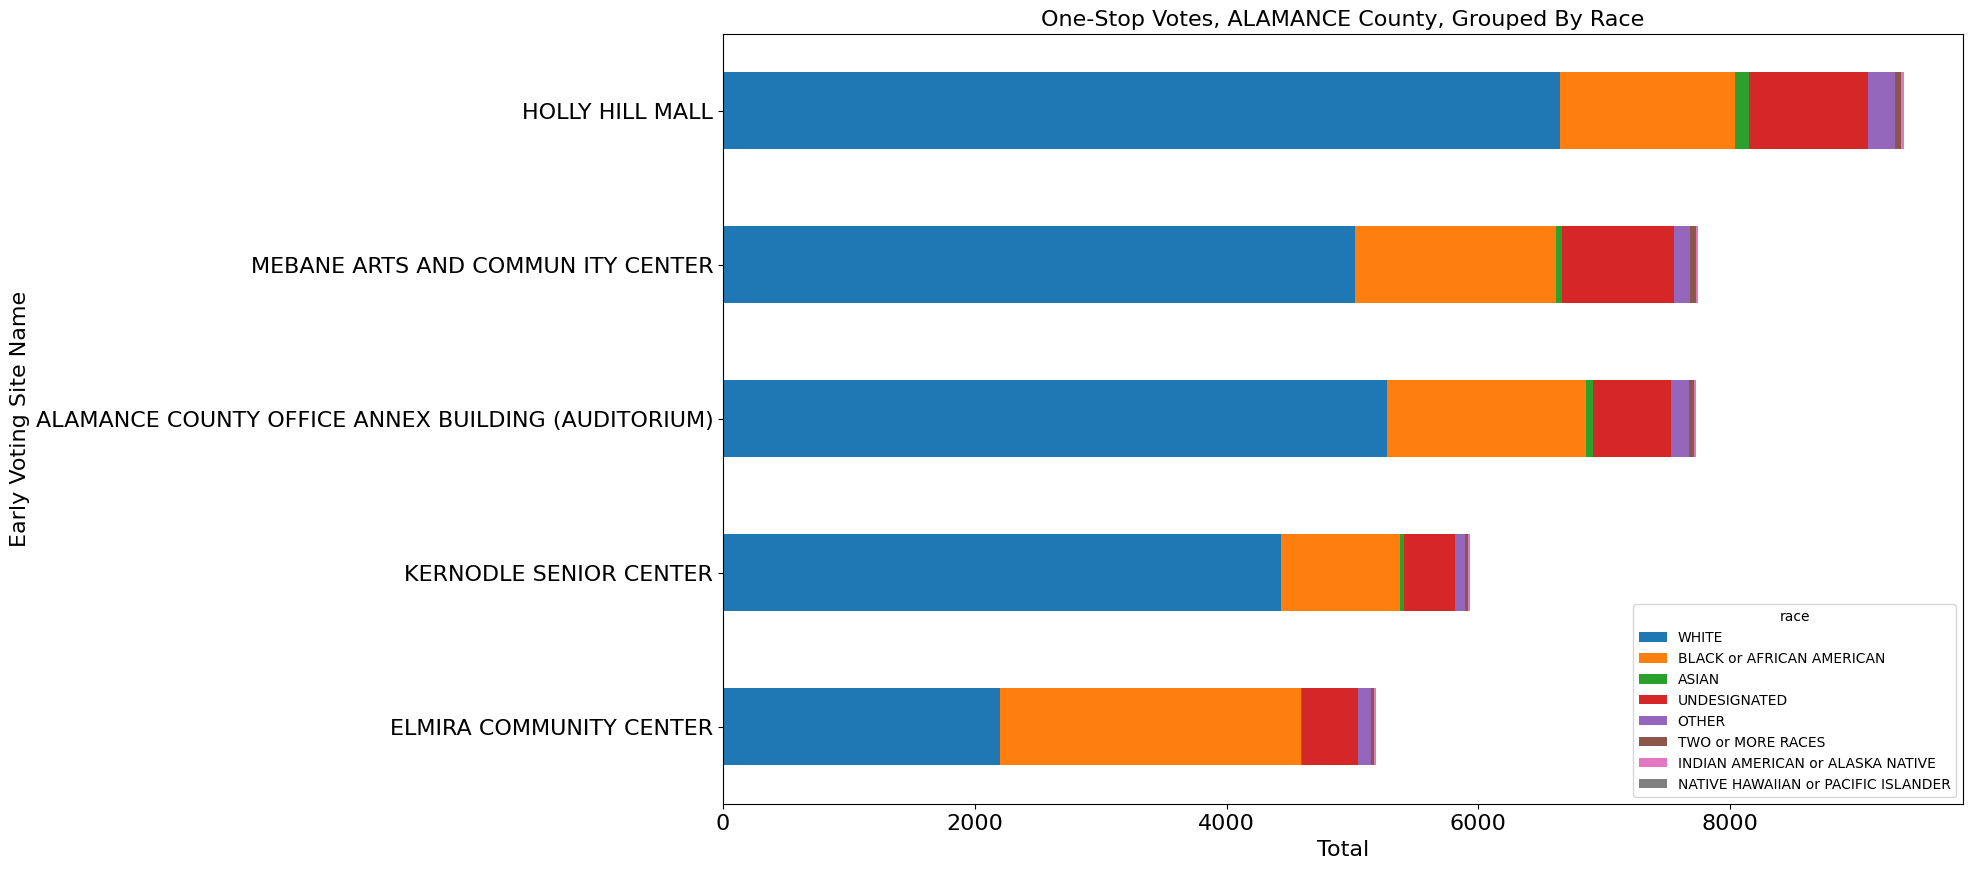 One-Stop Votes, ALAMANCE County, Grouped By Race
Early Voting Site Name
HOLLY HILL MALL
MEBANE ARTS AND COMMUN ITY CENTER
ALAMANCE COUNTY OFFICE ANNEX BUILDING (AUDITORIUM)
KERNODLE SENIOR CENTER
ELMIRA COMMUNITY CENTER
race
WHITE
BLACK or AFRICAN AMERICAN
ASIAN
UNDESIGNATED
OTHER
TWO or MORE RACES
INDIAN AMERICAN or ALASKA NATIVE
NATIVE HAWAIIAN or PACIFIC ISLANDER
0 2000 4000 6000 8000
Total